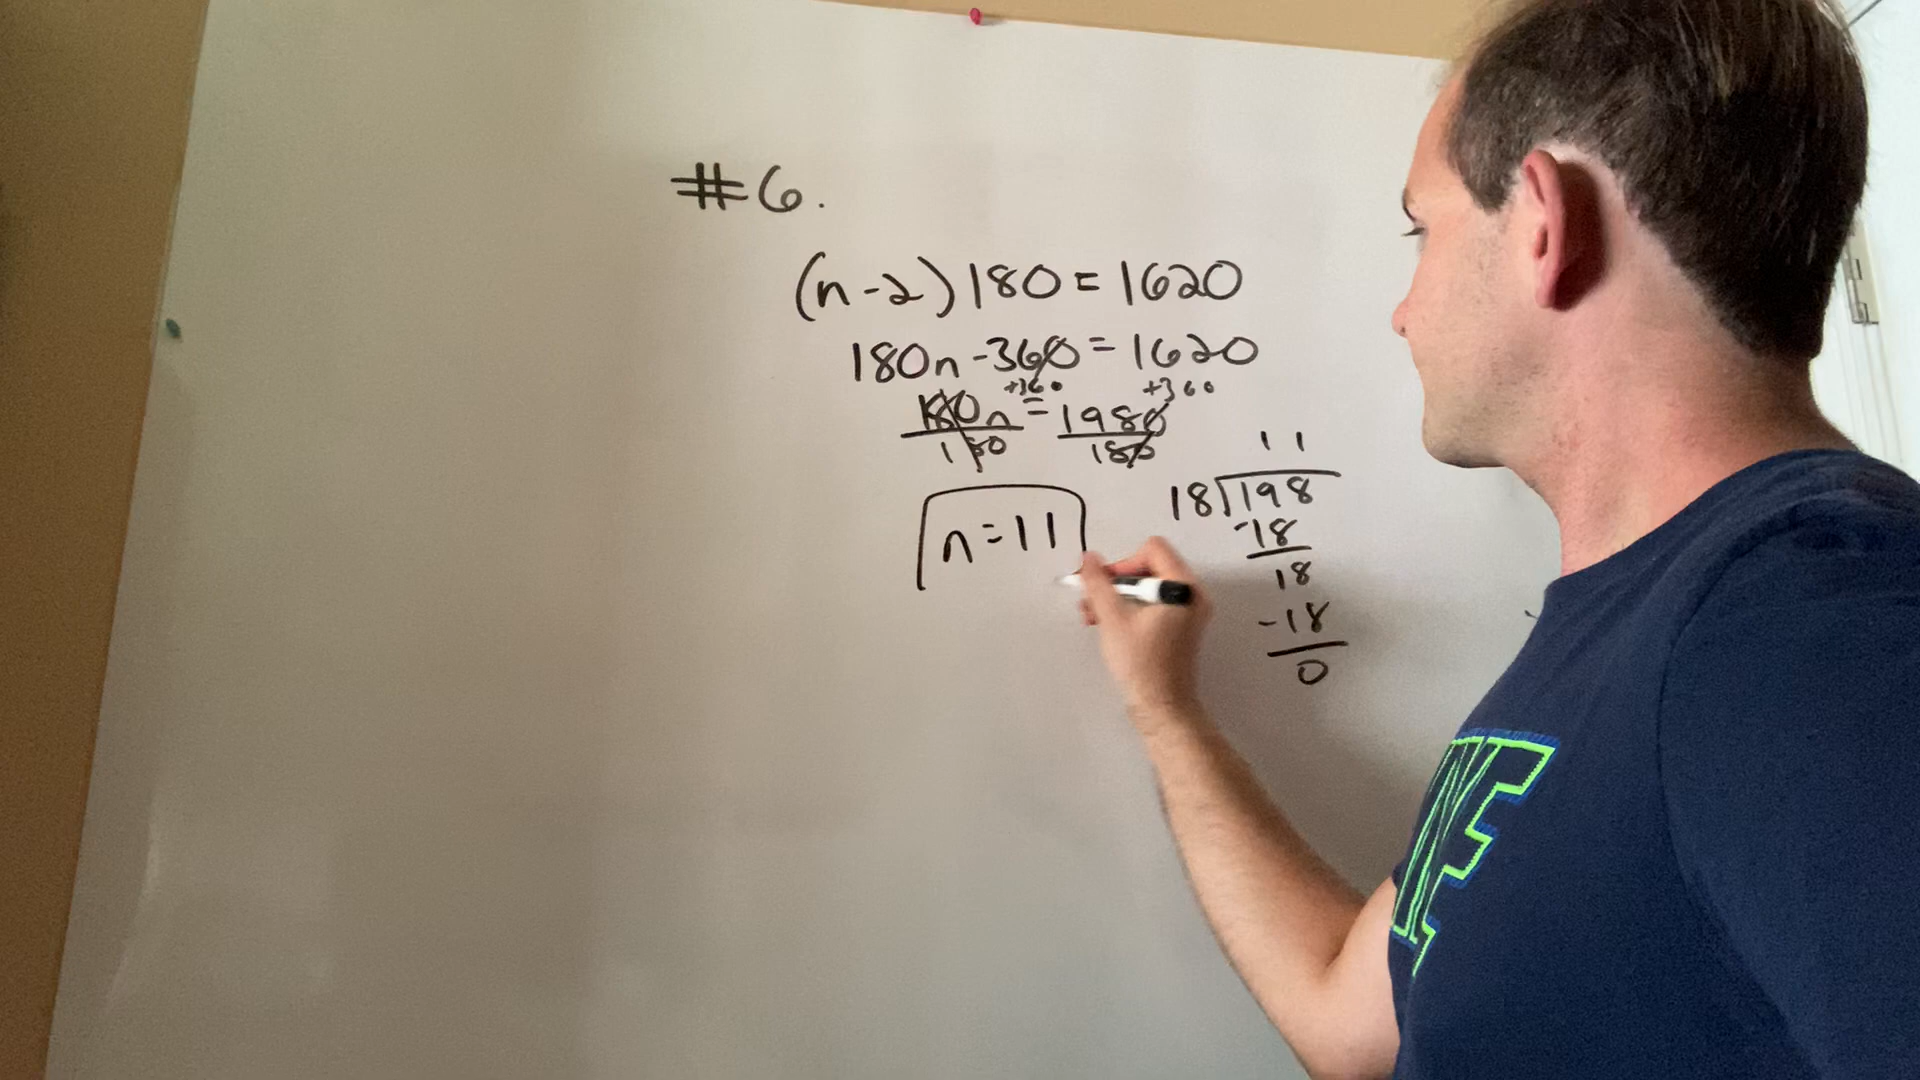 #6.
(n-2)180=1620
180n-360=1620
+360 +360
180n=1980
180 180
n=11
11
18)198
-18
18
-18
0